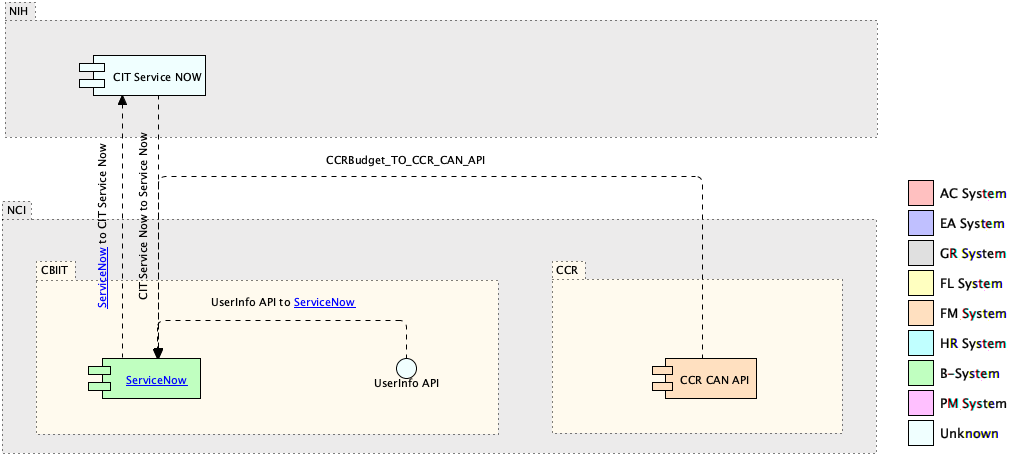 NIH
CIT Service NOW
ServiceNow to CIT Service Now
CIT Service Now to Service Now
CCRBudget_TO_CCR_CAN_API
NCI
CBIIT
UserInfo API to ServiceNow
ServiceNow
UserInfo API
CCR
CCR CAN API
AC System
EA System
GR System
FL System
FM System
HR System
B-System
PM System
Unknown